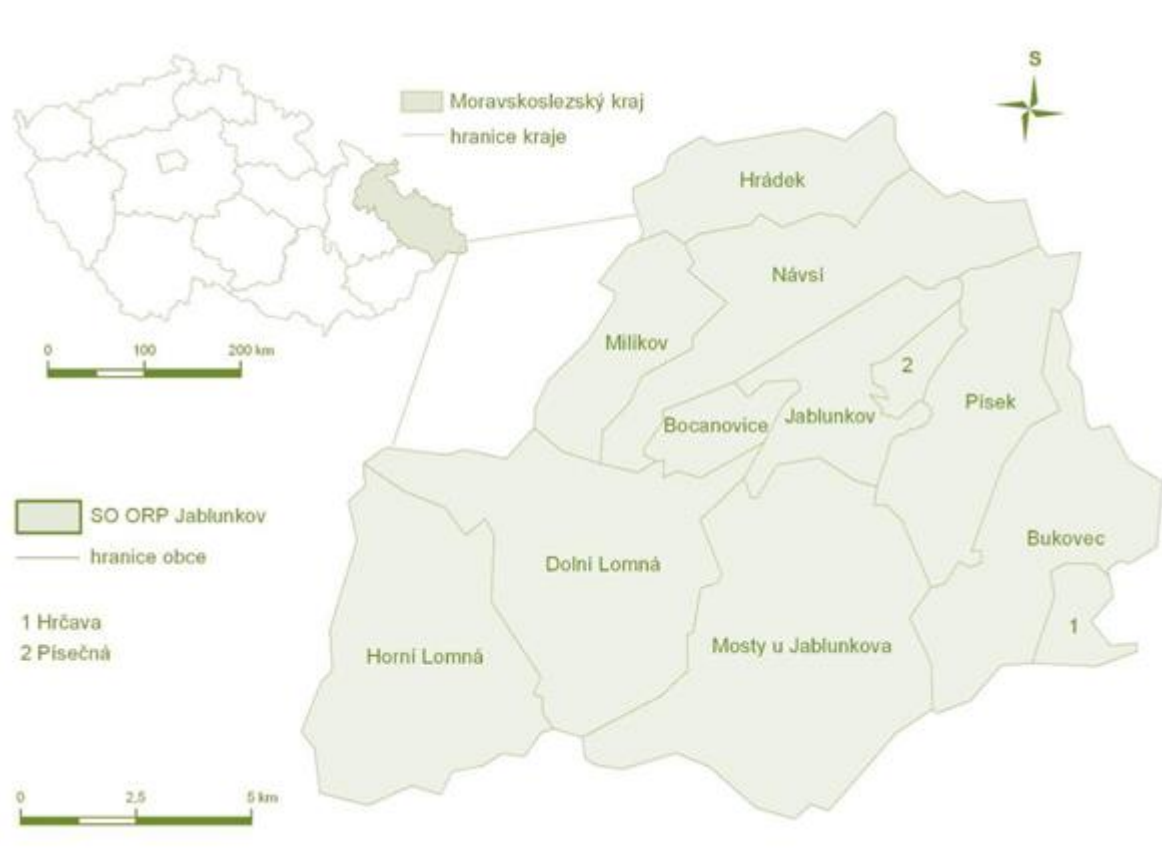 S
Moravskoslezský kraj
hranice kraje
Hrádek
Návsí
0 100 200 km
Milíkov
2
Písek
Bocanovice
Jablunkov
SO ORP Jablunkov
hranice obce
Bukovec
Dolní Lomná
1 Hrčava
1
2 Písečná
Mosty u Jablunkova
Horní Lomná
0 2,5 5 km